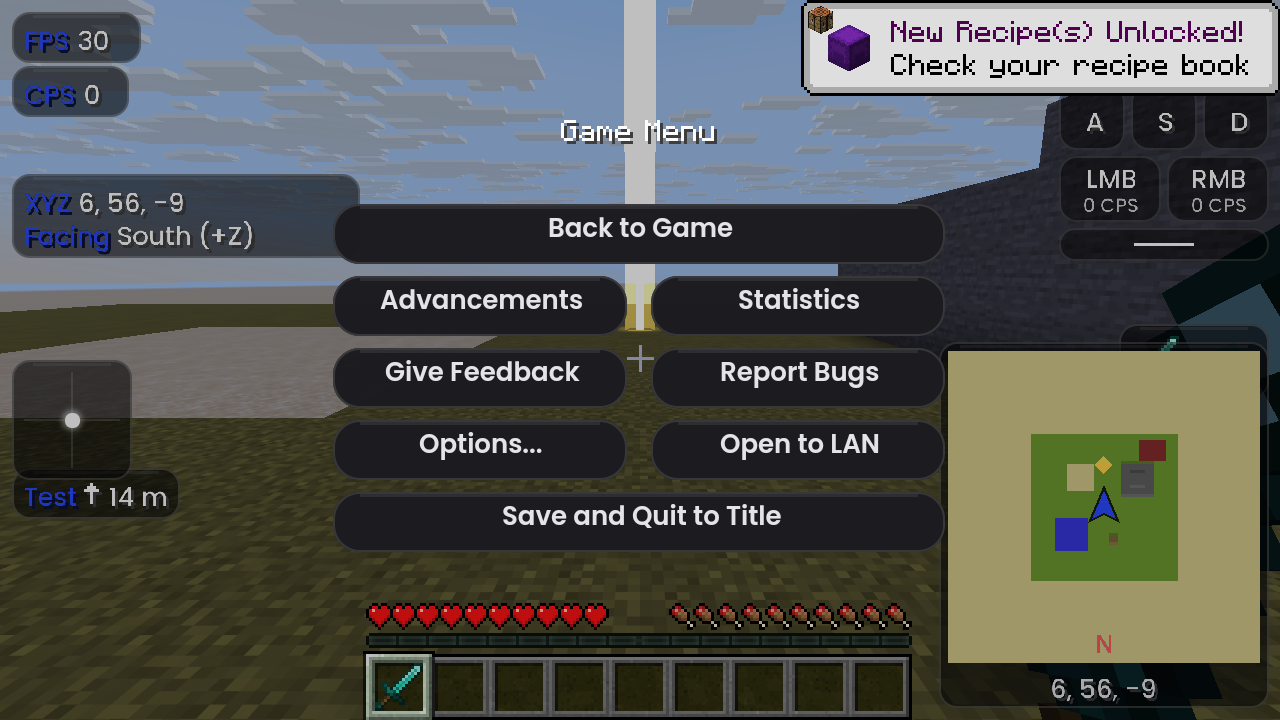 FPS 30
CPS 0
New Recipe(s) Unlocked!
Check your recipe book
Game Menu
A S D
LMB RMB
0 CPS 0 CPS
XYZ 6, 56, -9
Facing South (+Z)
Back to Game
Advancements Statistics
Give Feedback Report Bugs
Options... Open to LAN
Test 14 m
Save and Quit to Title
N
6, 56, -9